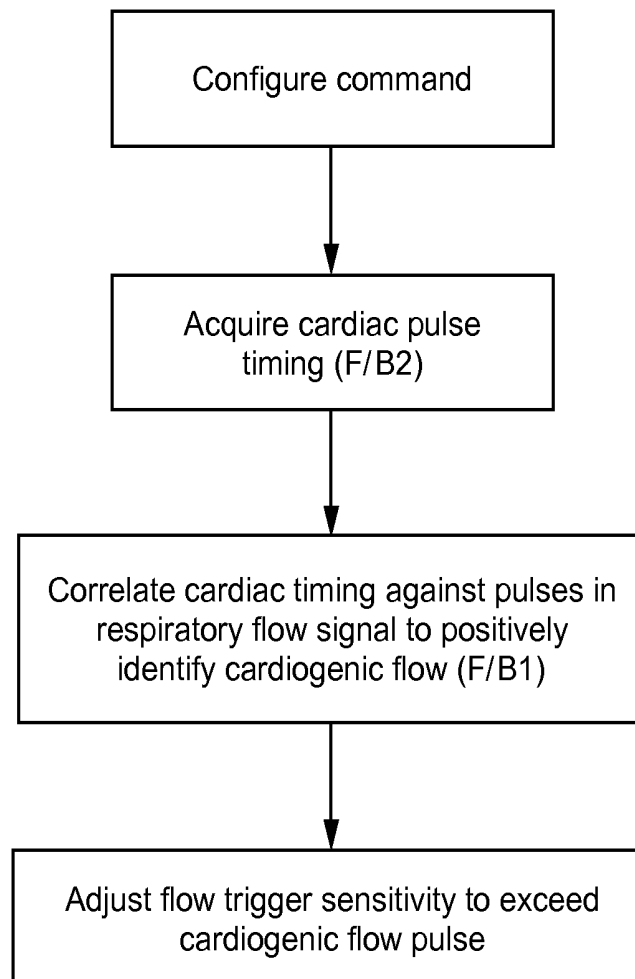 Configure command
Acquire cardiac pulse
timing (F/B2)
Correlate cardiac timing against pulses in
respiratory flow signal to positively
identify cardiogenic flow (F/B1)
Adjust flow trigger sensitivity to exceed
cardiogenic flow pulse